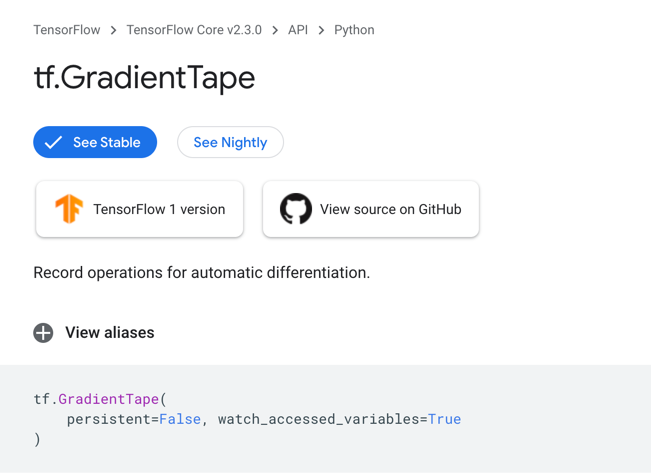 TensorFlow > TensorFlow Core v2.3.0 > API > Python
tf.GradientTape
See Stable
See Nightly
TensorFlow 1 version
View source on GitHub
Record operations for automatic differentiation.
View aliases
tf.GradientTape(
    persistent=False, watch_accessed_variables=True
)